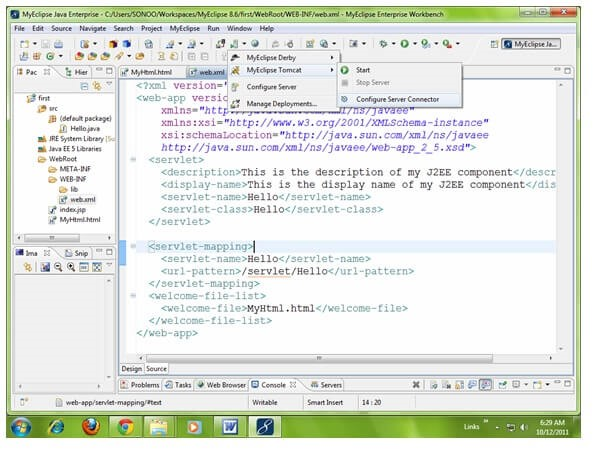 MyEclipse Java Enterprise - C:/Users/SONOO/Workspaces/MyEclipse 8.6/first/WebRoot/WEB-INF/web.xml - MyEclipse Enterprise Workbench
File Edit Source Navigate Search Project MyEclipse Run Window Help
MyEclipse Ja...
Pac Hier MyHtml.html web.xml
MyEclipse Derby
MyEclipse Tomcat
Configure Server
Manage Deployments...
Start
Stop Server
Configure Server Connector
first
src
(default package)
Hello.java
JRE System Library
Java EE 5 Libraries
WebRoot
META-INF
WEB-INF
lib
web.xml
index.jsp
MyHtml.html
Ima Snip
<?xml version=
<web-app vers
xmlns="http://java.sun.com/xml/ns/javaee"
xmlns:xsi="http://www.w3.org/2001/XMLSchema-instance"
xsi:schemaLocation="http://java.sun.com/xml/ns/javaee
http://java.sun.com/xml/ns/javaee/web-app_2_5.xsd">
<servlet>
<description>This is the description of my J2EE component</descr
<display-name>This is the display name of my J2EE component</dis
<servlet-name>Hello</servlet-name>
<servlet-class>Hello</servlet-class>
</servlet>
<servlet-mapping>
<servlet-name>Hello</servlet-name>
<url-pattern>/servlet/Hello</url-pattern>
</servlet-mapping>
<welcome-file-list>
<welcome-file>MyHtml.html</welcome-file>
</welcome-file-list>
</web-app>
Design Source
Problems Tasks Web Browser Console Servers
web-app/servlet-mapping/#text Writable Smart Insert 14 : 20
Links 6:29 AM
10/12/2011